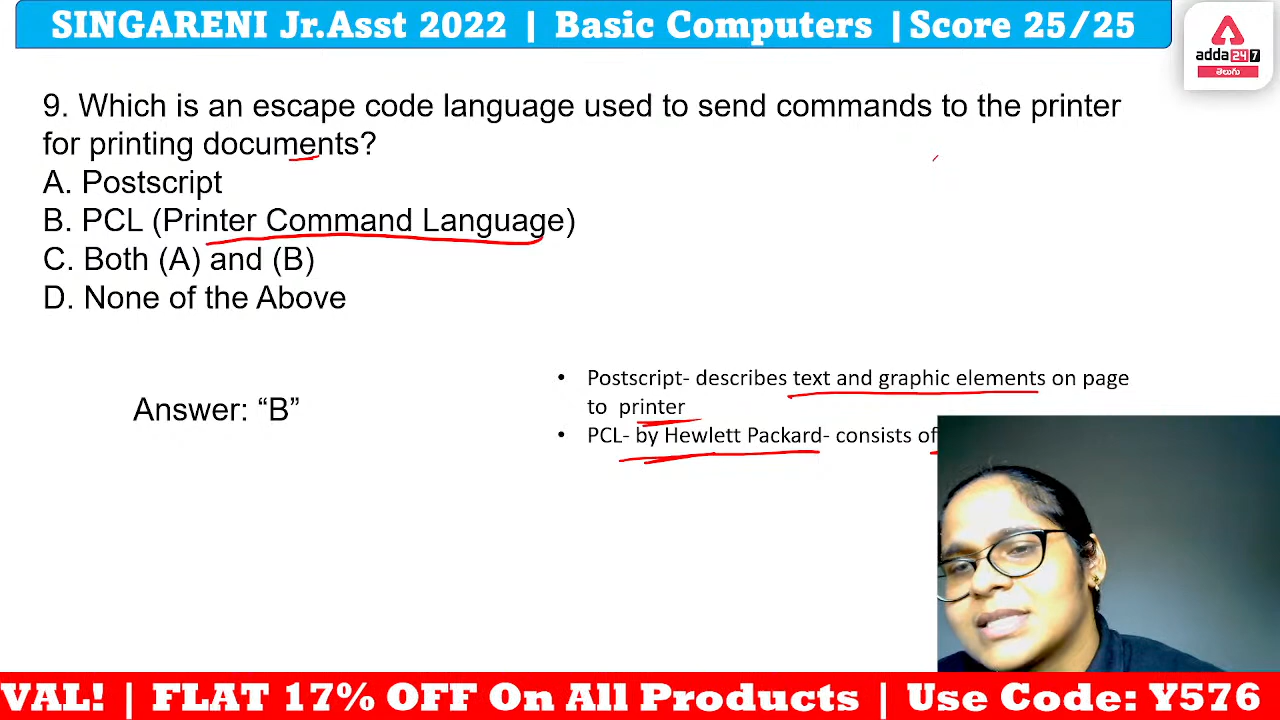 SINGARENI Jr.Asst 2022 | Basic Computers |Score 25/25
adda 247
తెలుగు
9. Which is an escape code language used to send commands to the printer
for printing documents?
A. Postscript
B. PCL (Printer Command Language)
C. Both (A) and (B)
D. None of the Above
Answer: “B”
• Postscript- describes text and graphic elements on page
to printer
• PCL- by Hewlett Packard- consists of
VAL! | FLAT 17% OFF On All Products | Use Code: Y576